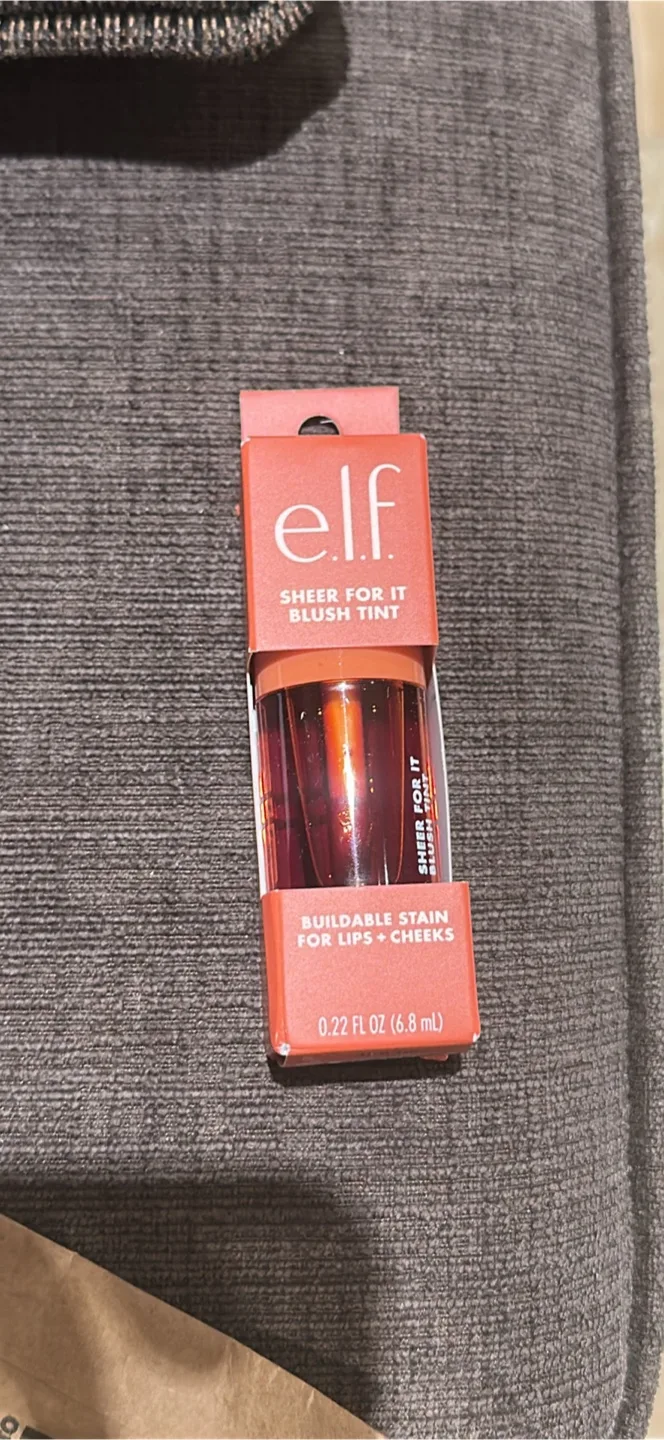 e.l.f.
SHEER FOR IT
BLUSH TINT
SHEER FOR IT
BLUSH TINT
BUILDABLE STAIN
FOR LIPS + CHEEKS
0.22 FL OZ (6.8 mL)